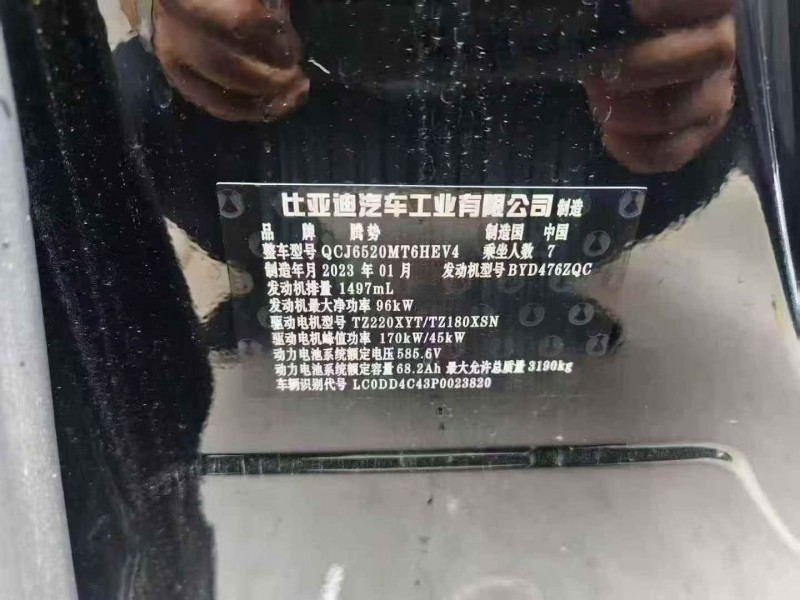 比亚迪汽车工业有限公司 制造
品 牌 腾势 制造国 中国
整车型号 QCJ6520MT6HEV4 乘坐人数 7
制造年月 2023 年 01 月 发动机型号 BYD476ZQC
发动机排量 1497mL
发动机最大净功率 96kW
驱动电机型号 TZ220XYT/TZ180XSN
驱动电机峰值功率 170kW/45kW
动力电池系统额定电压 585.6V
动力电池系统额定容量 68.2Ah 最大允许总质量 3190kg
车辆识别代号 LC0DD4C43P0023820